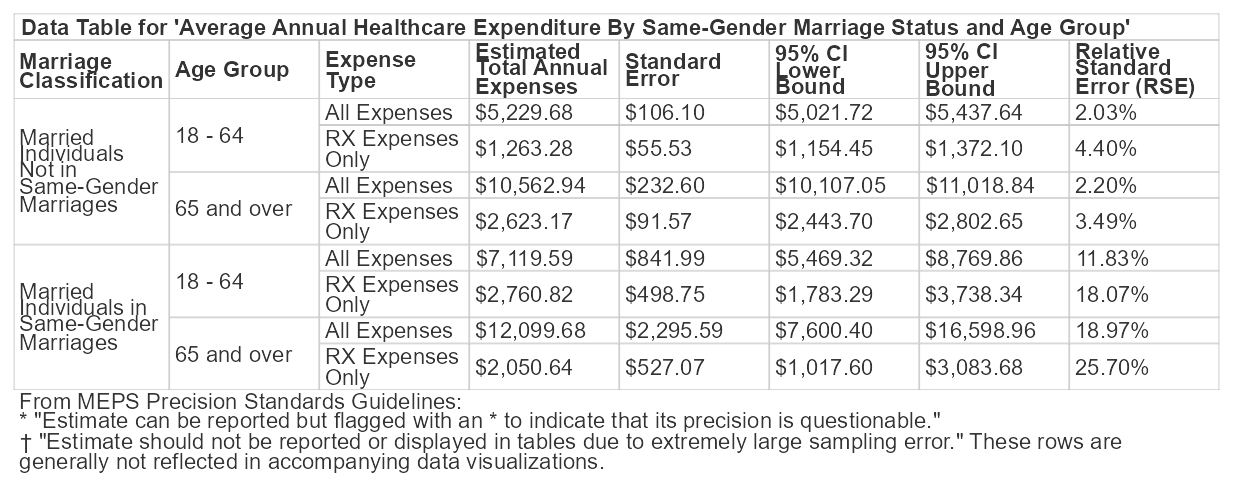 Data Table for 'Average Annual Healthcare Expenditure By Same-Gender Marriage Status and Age Group'
Marriage Classification | Age Group | Expense Type | Estimated Total Annual Expenses | Standard Error | 95% CI Lower Bound | 95% CI Upper Bound | Relative Standard Error (RSE)
Married Individuals Not in Same-Gender Marriages | 18 - 64 | All Expenses | $5,229.68 | $106.10 | $5,021.72 | $5,437.64 | 2.03%
RX Expenses Only | $1,263.28 | $55.53 | $1,154.45 | $1,372.10 | 4.40%
65 and over | All Expenses | $10,562.94 | $232.60 | $10,107.05 | $11,018.84 | 2.20%
RX Expenses Only | $2,623.17 | $91.57 | $2,443.70 | $2,802.65 | 3.49%
Married Individuals in Same-Gender Marriages | 18 - 64 | All Expenses | $7,119.59 | $841.99 | $5,469.32 | $8,769.86 | 11.83%
RX Expenses Only | $2,760.82 | $498.75 | $1,783.29 | $3,738.34 | 18.07%
65 and over | All Expenses | $12,099.68 | $2,295.59 | $7,600.40 | $16,598.96 | 18.97%
RX Expenses Only | $2,050.64 | $527.07 | $1,017.60 | $3,083.68 | 25.70%
From MEPS Precision Standards Guidelines:
* "Estimate can be reported but flagged with an * to indicate that its precision is questionable."
† "Estimate should not be reported or displayed in tables due to extremely large sampling error." These rows are
generally not reflected in accompanying data visualizations.